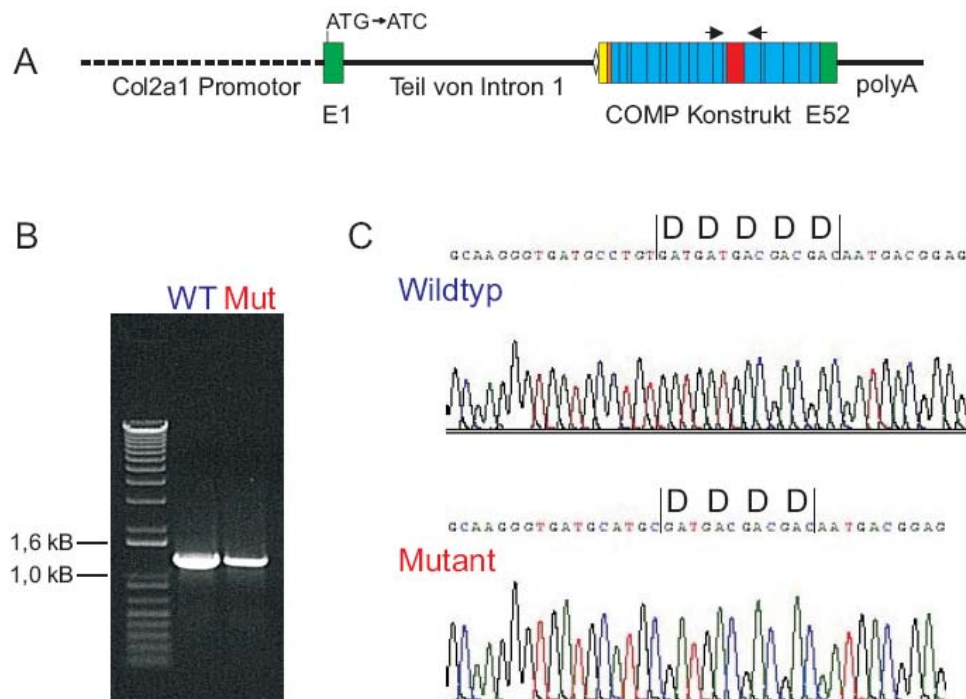 A
ATG→ATC
Col2a1 Promotor
Teil von Intron 1
polyA
E1
COMP Konstrukt E52
B
WT Mut
1,6 kB
1,0 kB
C
D D D D D
GCAAGGGTGATGCCTGTGATGATGACGACGACAATGACGGAG
Wildtyp
D D D D
GCAAGGGTGATGCATGCGATGACGACGACAATGACGGAG
Mutant